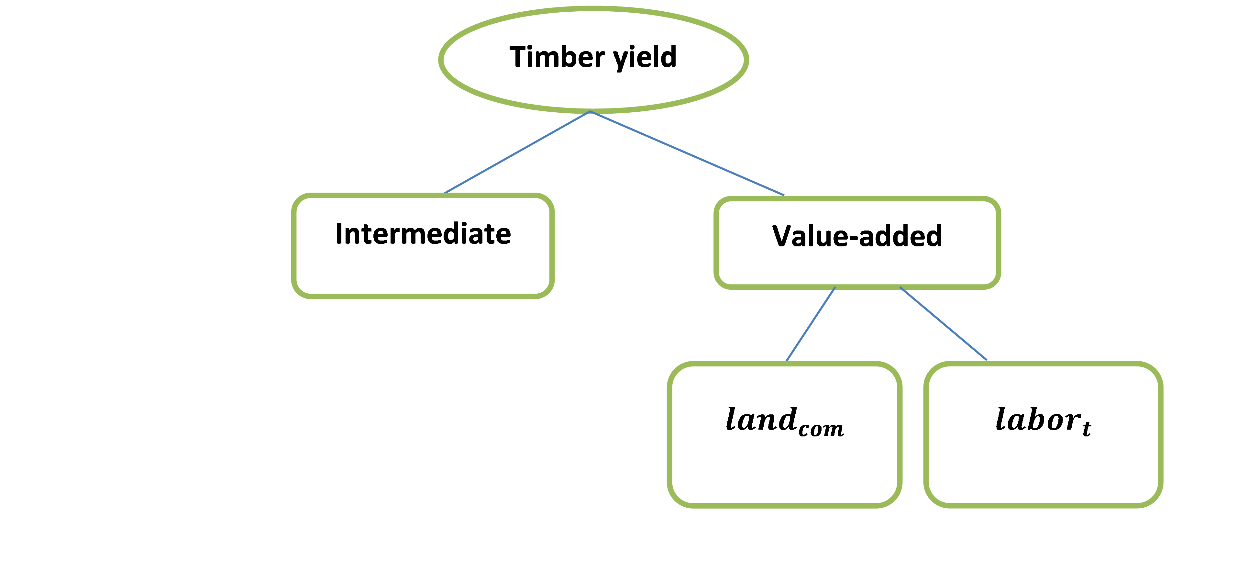 Timber yield
Intermediate
Value-added
land_com
labor_t